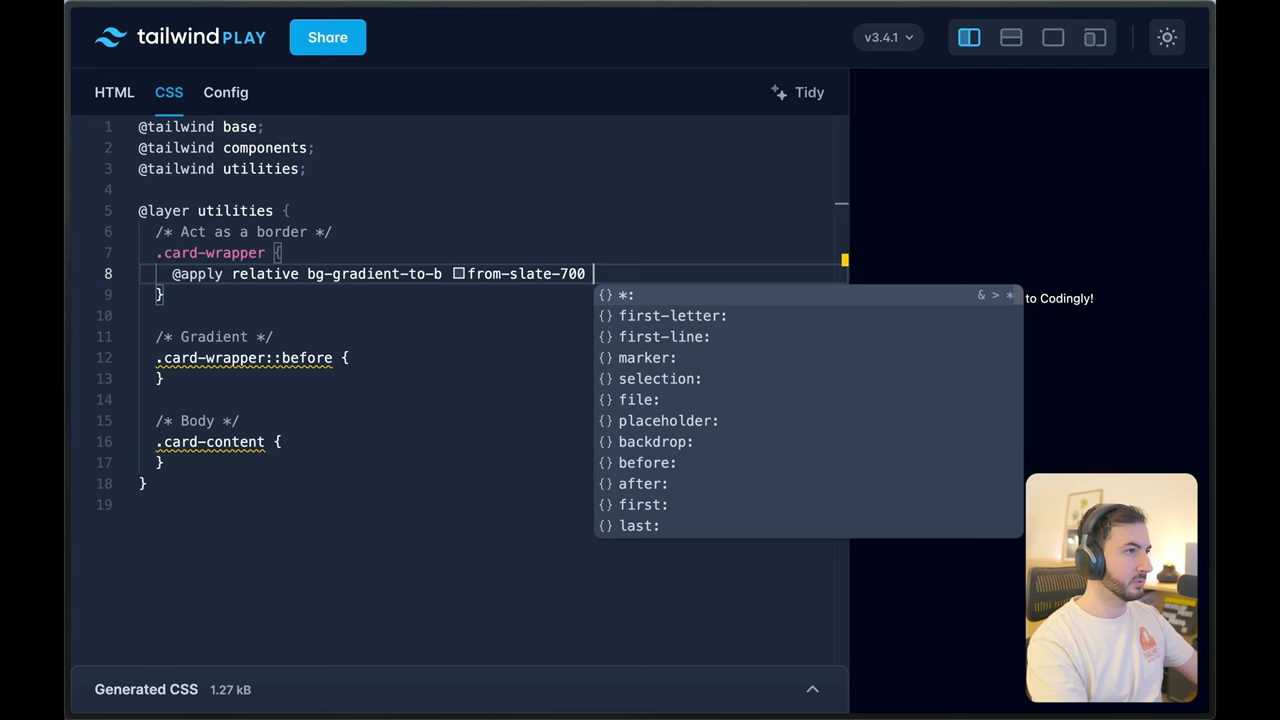 tailwind PLAY
Share
v3.4.1
HTML CSS Config
Tidy
1 @tailwind base;
2 @tailwind components;
3 @tailwind utilities;
4
5 @layer utilities {
6 /* Act as a border */
7 .card-wrapper {
8 @apply relative bg-gradient-to-b from-slate-700
9 }
10
11 /* Gradient */
12 .card-wrapper::before {
13 }
14
15 /* Body */
16 .card-content {
17 }
18 }
19
{} *: & > *
{} first-letter:
{} first-line:
{} marker:
{} selection:
{} file:
{} placeholder:
{} backdrop:
{} before:
{} after:
{} first:
{} last:
to Codingly!
Generated CSS 1.27 kB